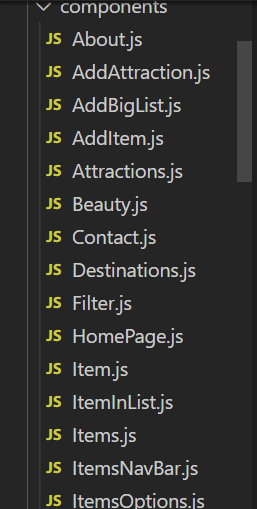 components
JS About.js
JS AddAttraction.js
JS AddBigList.js
JS AddItem.js
JS Attractions.js
JS Beauty.js
JS Contact.js
JS Destinations.js
JS Filter.js
JS HomePage.js
JS Item.js
JS ItemInList.js
JS Items.js
JS ItemsNavBar.js
JS ItemsOptions.js